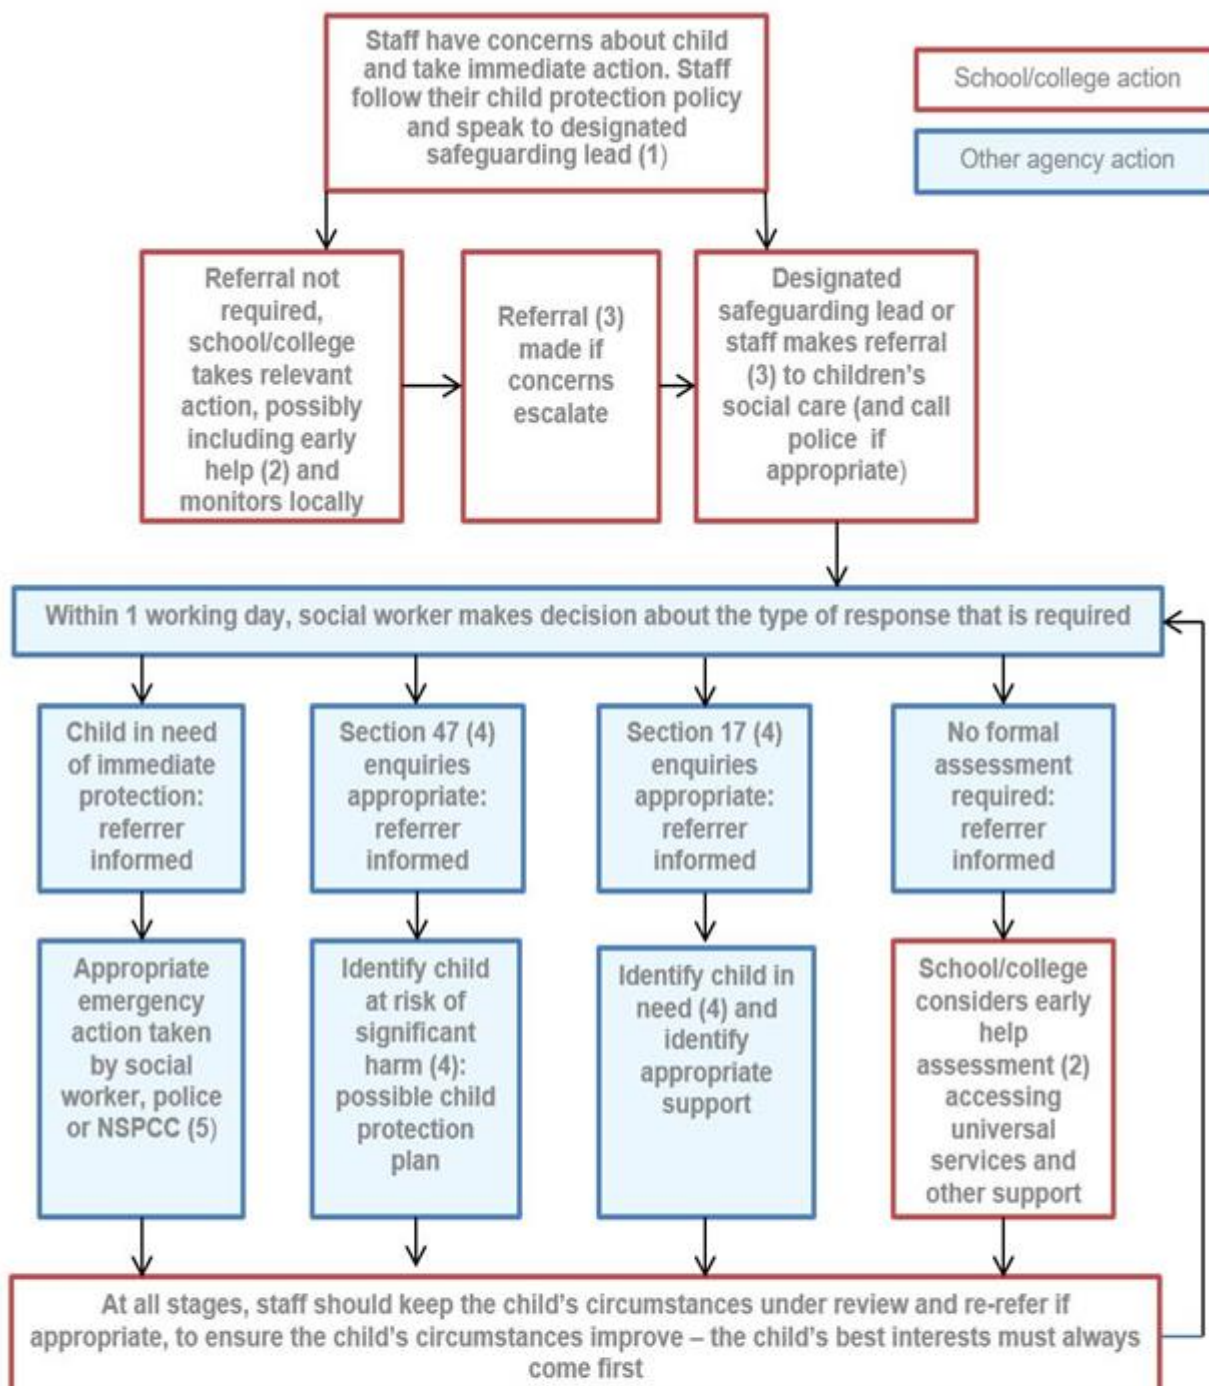 Staff have concerns about child
and take immediate action. Staff
follow their child protection policy
and speak to designated
safeguarding lead (1)
School/college action
Other agency action
Referral not
required,
school/college
takes relevant
action, possibly
including early
help (2) and
monitors locally
Referral (3)
made if
concerns
escalate
Designated
safeguarding lead or
staff makes referral
(3) to children's
social care (and call
police if
appropriate)
Within 1 working day, social worker makes decision about the type of response that is required
Child in need
of immediate
protection:
referrer
informed
Section 47 (4)
enquiries
appropriate:
referrer
informed
Section 17 (4)
enquiries
appropriate:
referrer
informed
No formal
assessment
required:
referrer
informed
Appropriate
emergency
action taken
by social
worker, police
or NSPCC (5)
Identify child
at risk of
significant
harm (4):
possible child
protection
plan
Identify child in
need (4) and
identify
appropriate
support
School/college
considers early
help
assessment (2)
accessing
universal
services and
other support
At all stages, staff should keep the child's circumstances under review and re-refer if
appropriate, to ensure the child's circumstances improve – the child's best interests must always
come first